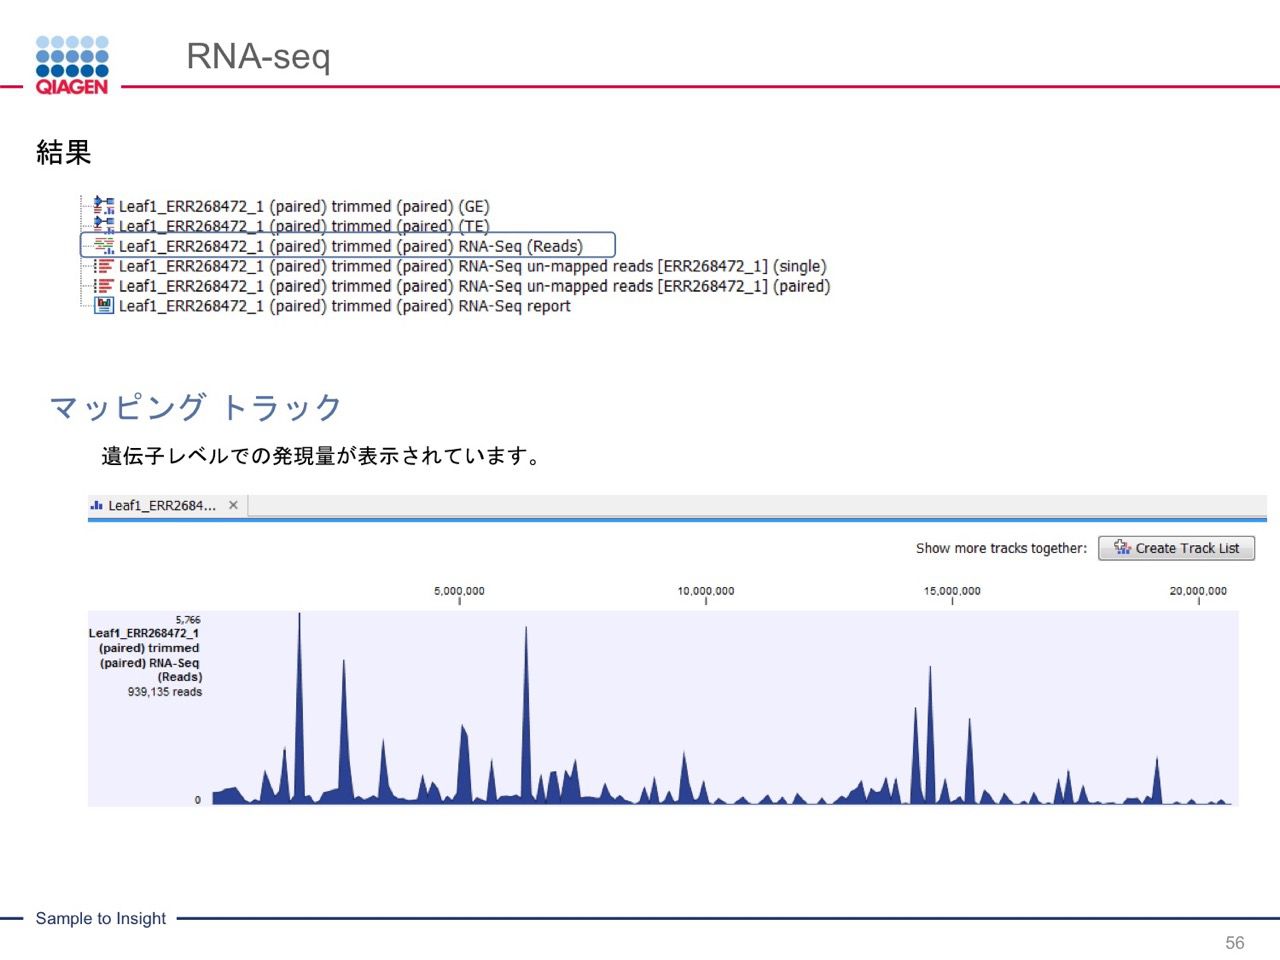 QIAGEN
RNA-seq
結果
Leaf1_ERR268472_1 (paired) trimmed (paired) (GE)
Leaf1_ERR268472_1 (paired) trimmed (paired) (TE)
Leaf1_ERR268472_1 (paired) trimmed (paired) RNA-Seq (Reads)
Leaf1_ERR268472_1 (paired) trimmed (paired) RNA-Seq un-mapped reads [ERR268472_1] (single)
Leaf1_ERR268472_1 (paired) trimmed (paired) RNA-Seq un-mapped reads [ERR268472_1] (paired)
Leaf1_ERR268472_1 (paired) trimmed (paired) RNA-Seq report
マッピング トラック
遺伝子レベルでの発現量が表示されています。
Leaf1_ERR2684...
Show more tracks together: Create Track List
5,000,000 10,000,000 15,000,000 20,000,000
5,766
Leaf1_ERR268472_1
(paired) trimmed
(paired) RNA-Seq
(Reads)
939,135 reads
0
Sample to Insight
56